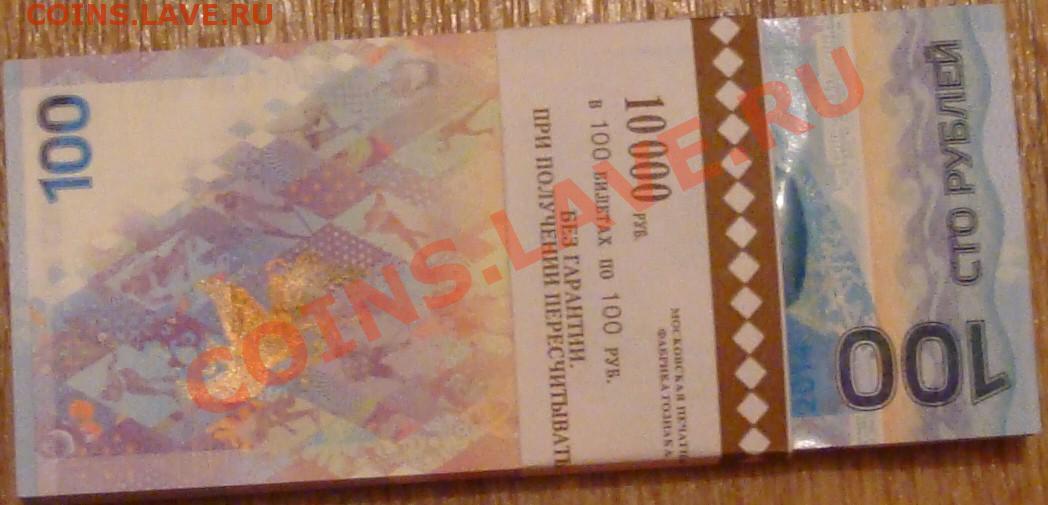 COINS.LAVE.RU
100
10 000 РУБ.
В 100 БИЛЕТАХ ПО 100 РУБ.
БЕЗ ГАРАНТИИ.
ПРИ ПОЛУЧЕНИИ ПЕРЕСЧИТЫВАТЬ
МОСКОВСКАЯ ПЕЧАТН
ФАБРИКА ГОЗНАКА
СТО РУБЛЕЙ
100
COINS.LAVE.RU